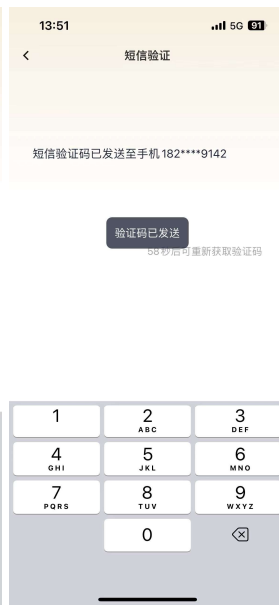 13:51
5G 91
短信验证
短信验证码已发送至手机182****9142
验证码已发送
58秒后可重新获取验证码
1
2
3
ABC
DEF
4
5
6
GHI
JKL
MNO
7
8
9
PQRS
TUV
WXYZ
0